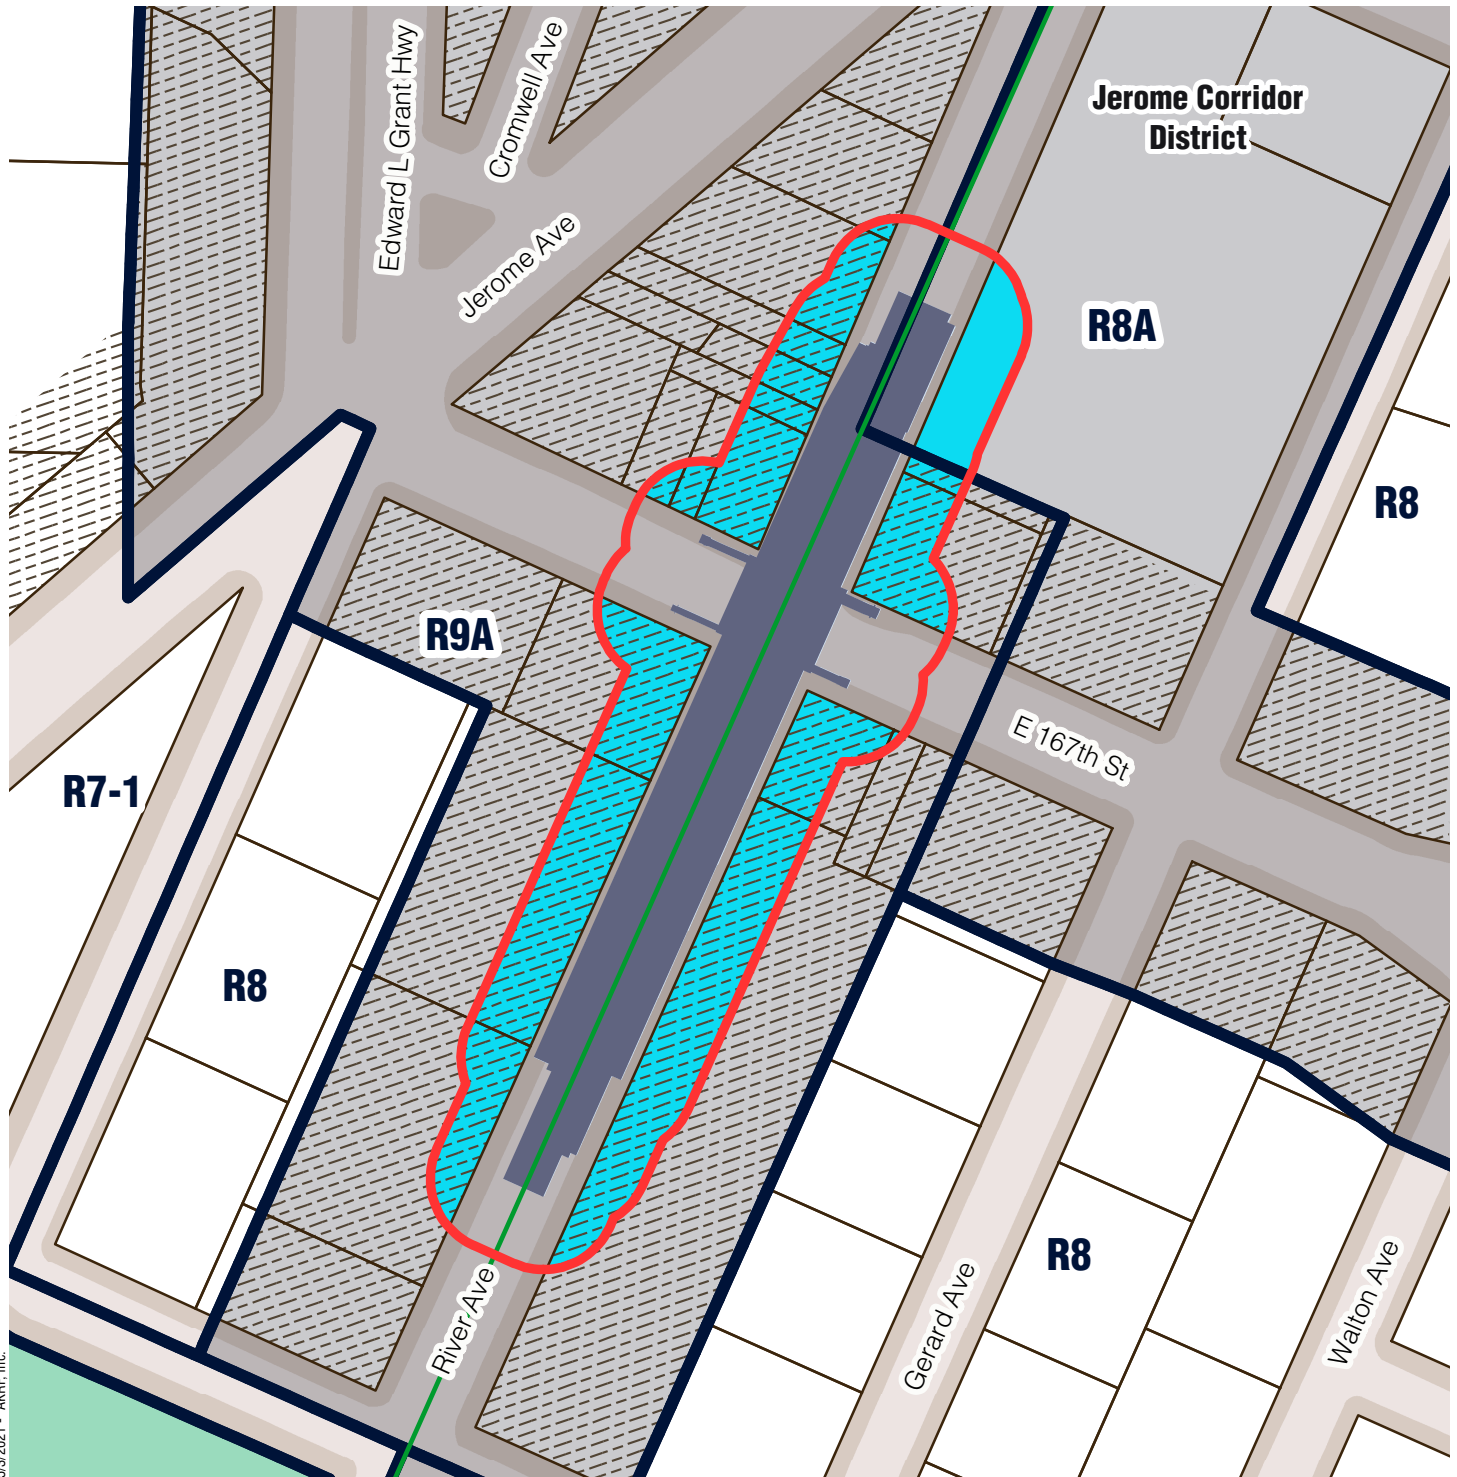 Edward L Grant Hwy
Cromwell Ave
Jerome Corridor
District
Jerome Ave
R8A
R8
R9A
E 167th St
R7-1
R8
R8
River Ave
Gerard Ave
Walton Ave